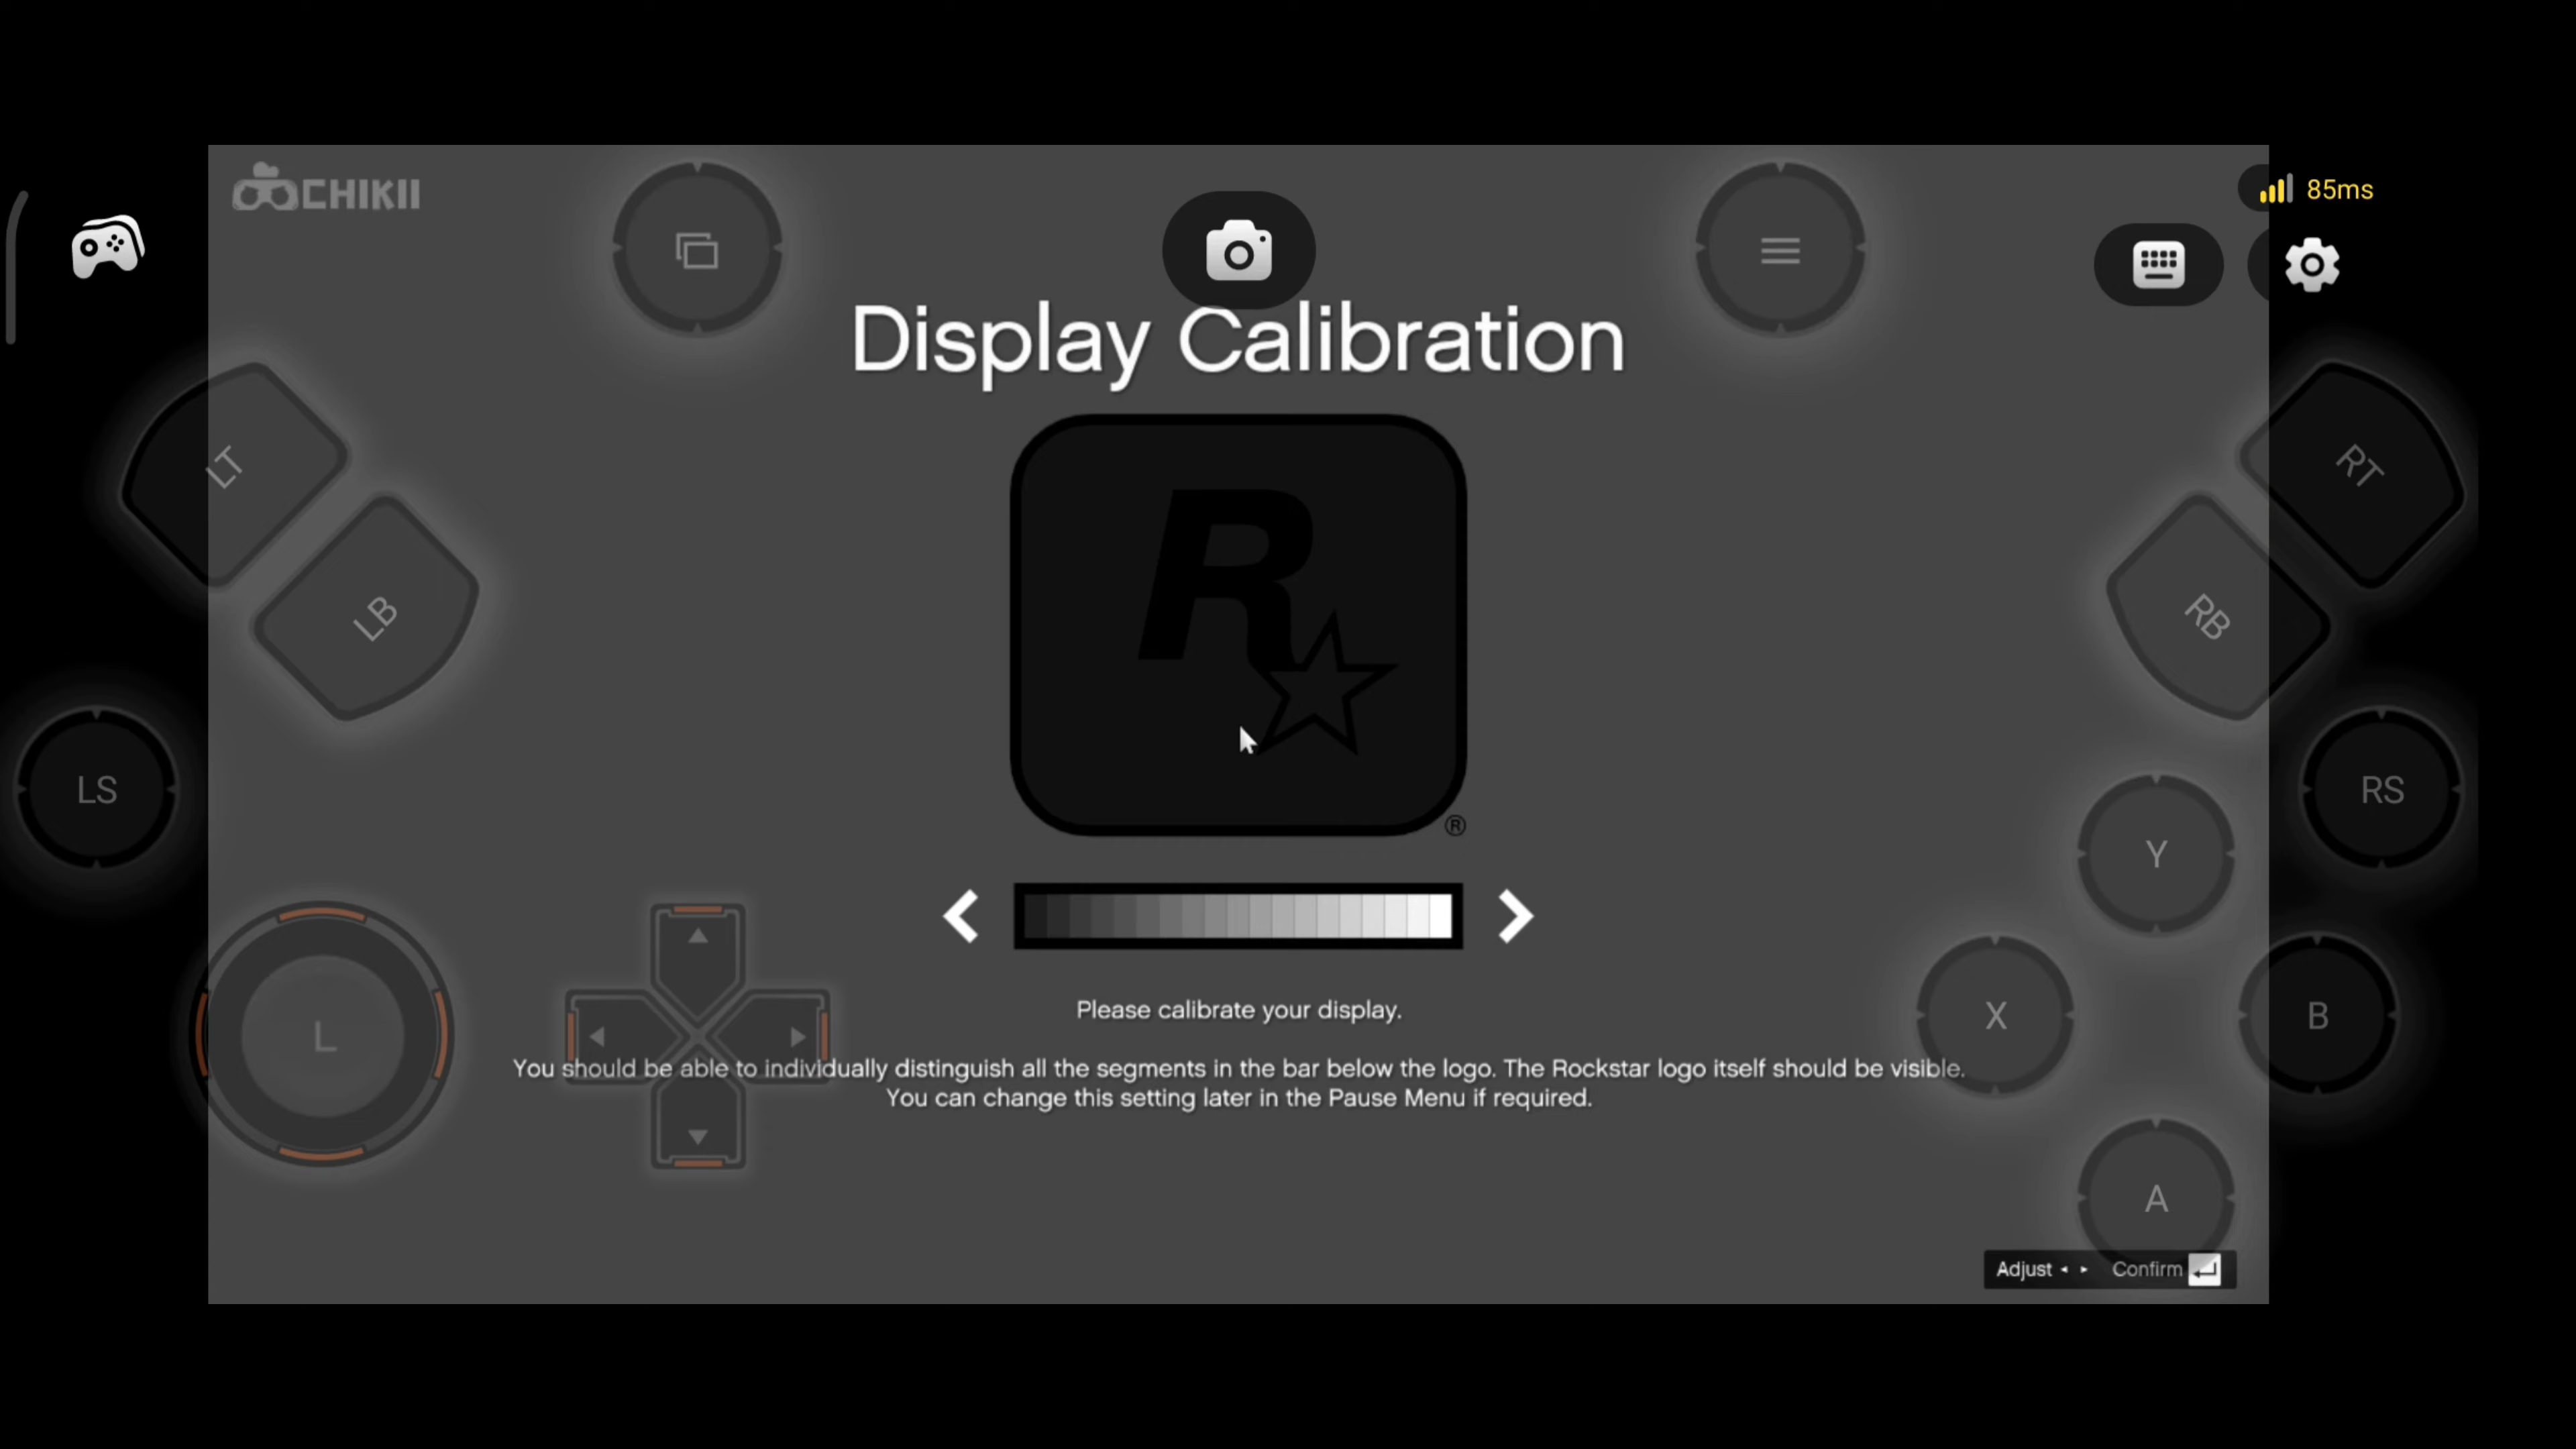 CHIKII
85ms
Display Calibration
LT
RT
LB
RB
R
®
LS
RS
Y
X
B
L
A
Please calibrate your display.
You should be able to individually distinguish all the segments in the bar below the logo. The Rockstar logo itself should be visible.
You can change this setting later in the Pause Menu if required.
Adjust Confirm